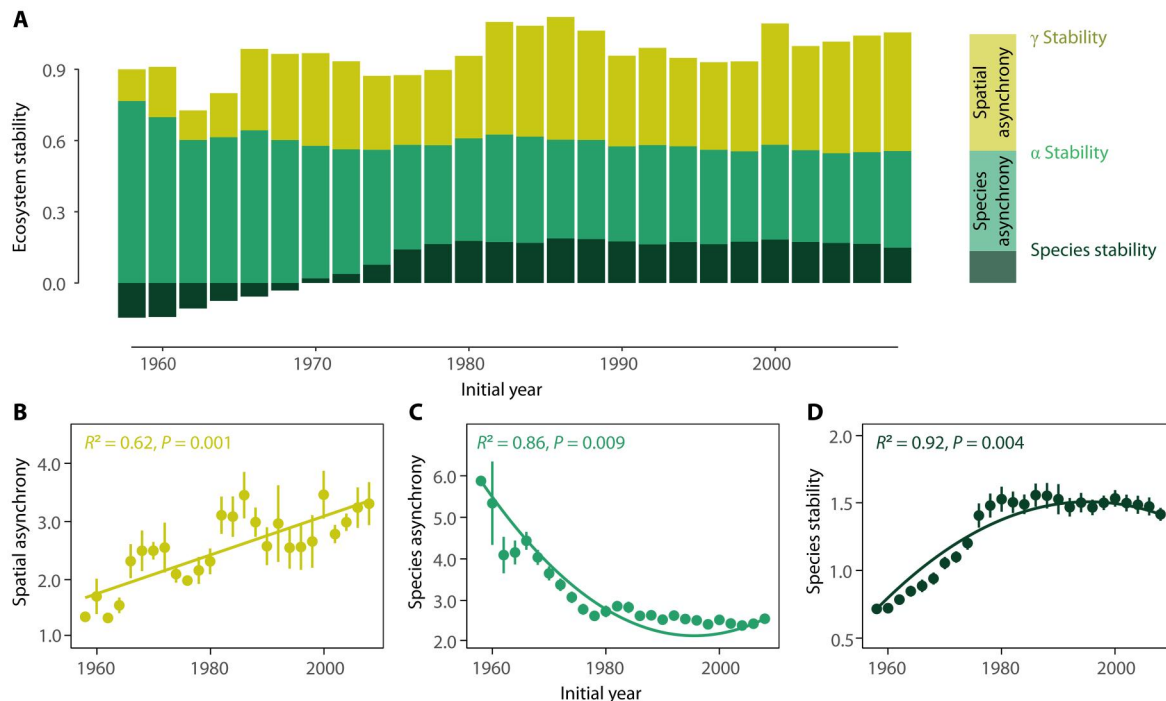 A
Ecosystem stability
0.9
0.6
0.3
0.0
1960
1970
1980
1990
2000
Initial year
Spatial
asynchrony
Species
asynchrony
γ Stability
α Stability
Species stability
B
R² = 0.62, P = 0.001
Spatial asynchrony
4.0
3.0
2.0
1.0
1960
1980
2000
C
R² = 0.86, P = 0.009
Species asynchrony
6.0
5.0
4.0
3.0
2.0
1960
1980
2000
Initial year
D
R² = 0.92, P = 0.004
Species stability
2.0
1.5
1.0
0.5
1960
1980
2000